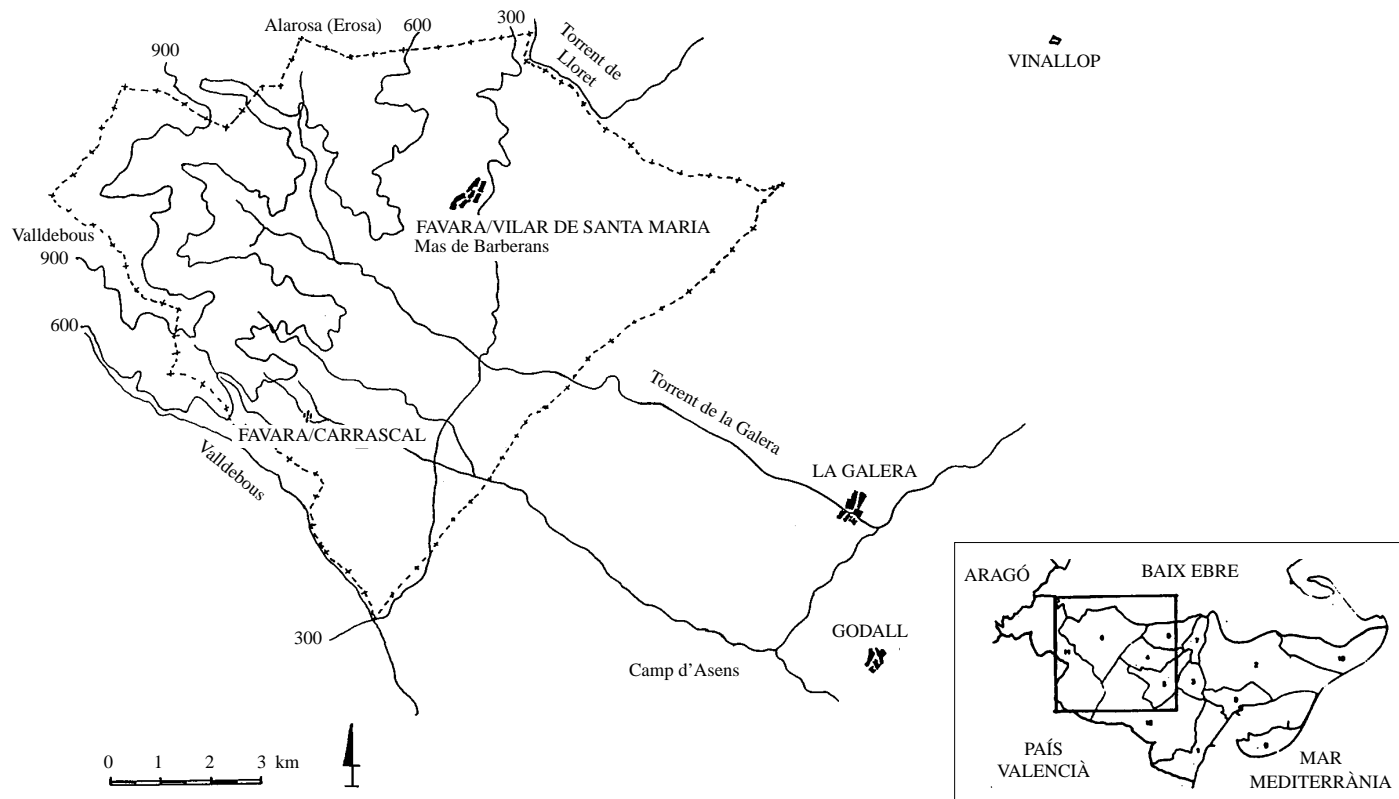 Alarosa (Erosa)
600
300
Torrent de
Lloret
VINALLOP
900
FAVARA/VILAR DE SANTA MARIA
Mas de Barberans
Valldebous
900
600
Torrent de la Galera
FAVARA/CARRASCAL
Valldebous
LA GALERA
300
GODALL
Camp d'Asens
0 1 2 3 km
ARAGÓ
BAIX EBRE
PAÍS
VALENCIÀ
MAR
MEDITERRÀNIA